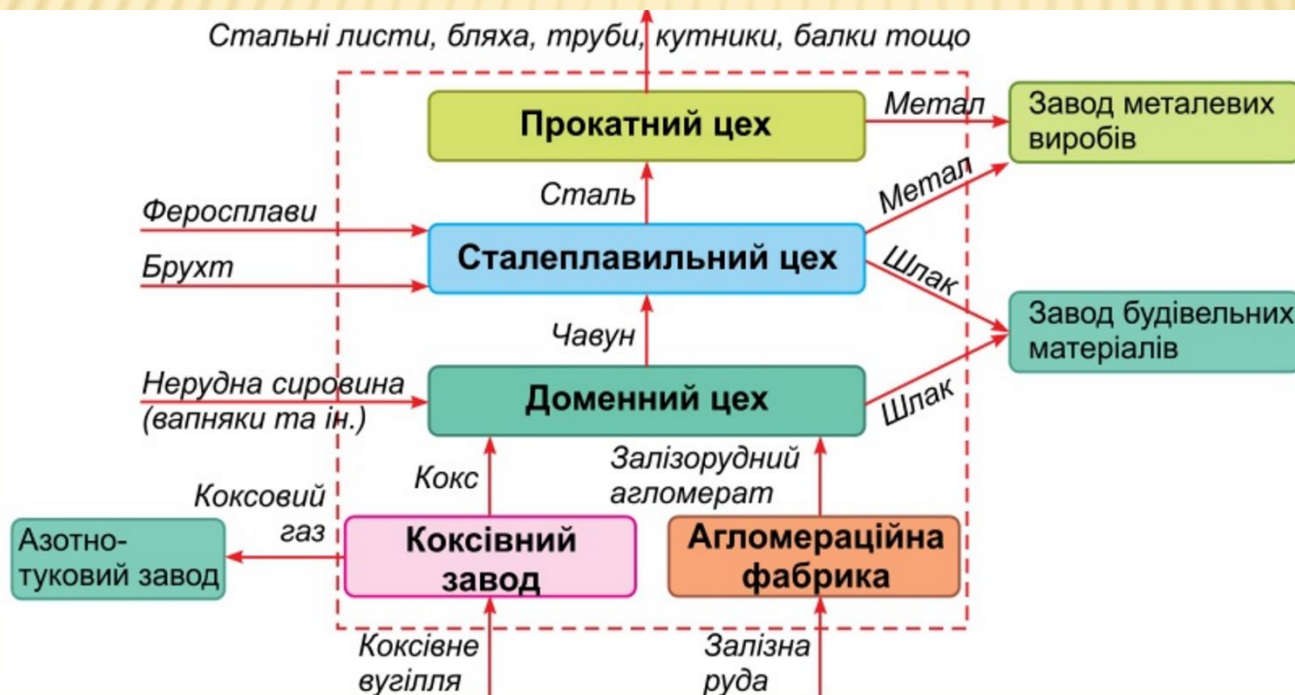 Стальні листи, бляха, труби, кутники, балки тощо
Прокатний цех
Метал
Завод металевих
виробів
Сталь
Метал
Феросплави
Сталеплавильний цех
Брухт
Шлак
Чавун
Завод будівельних
матеріалів
Нерудна сировина
(вапняки та ін.)
Доменний цех
Шлак
Кокс
Залізорудний
агломерат
Коксовий
газ
Азотно-
туковий завод
Коксівний
завод
Агломераційна
фабрика
Коксівне
вугілля
Залізна
руда